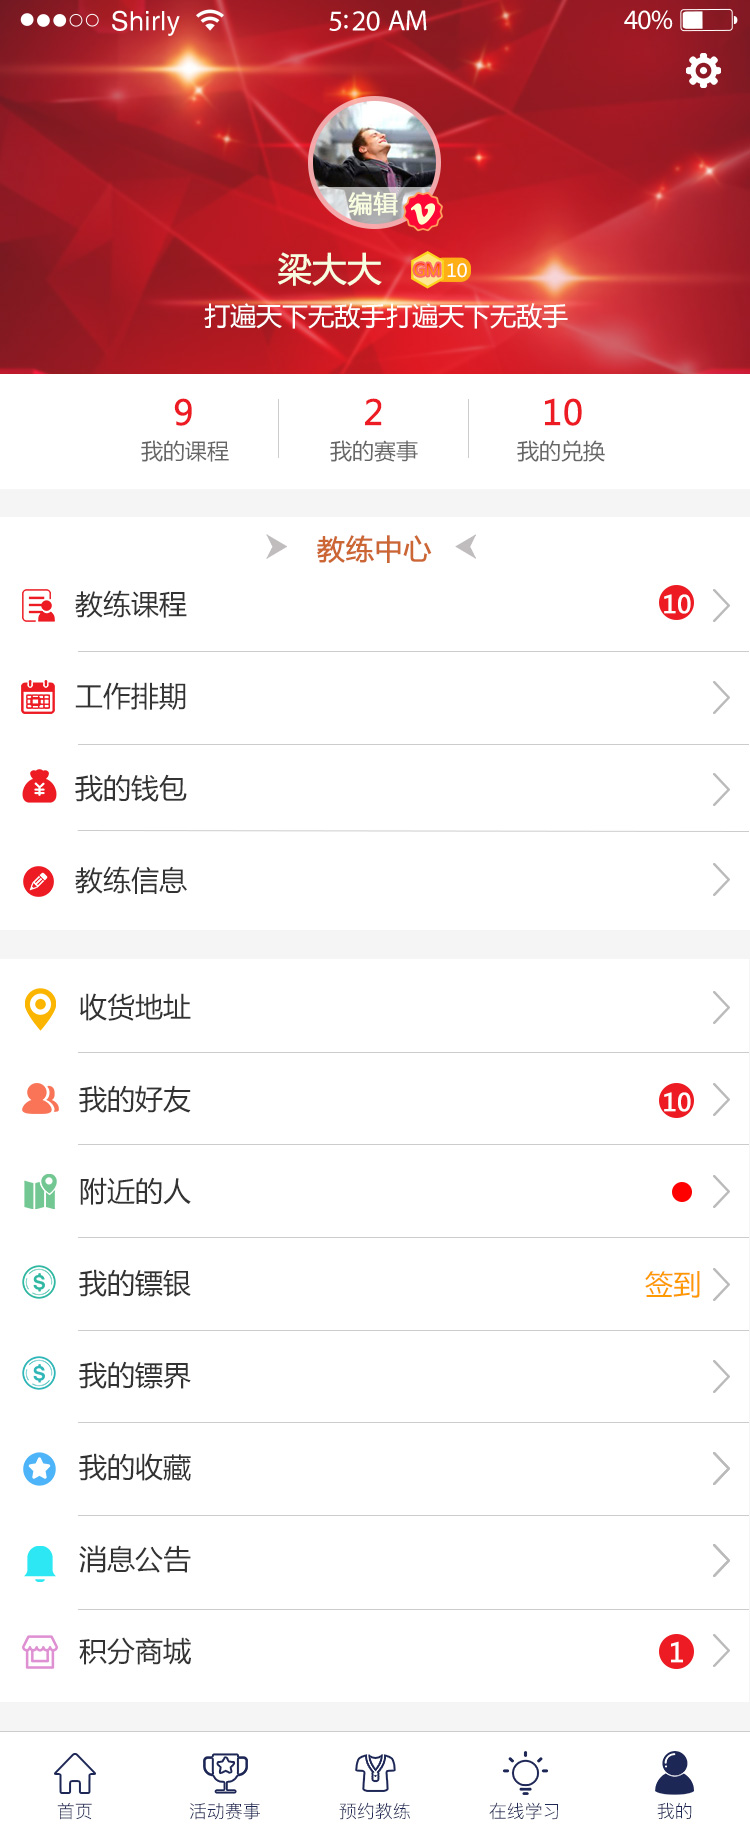 Shirly 5:20 AM 40%
编辑
梁大大 GM 10
打遍天下无敌手打遍天下无敌手
9 2 10
我的课程 我的赛事 我的兑换
教练中心
教练课程 10
工作排期
我的钱包
教练信息
收货地址
我的好友 10
附近的人
我的镖银 签到
我的镖界
我的收藏
消息公告
积分商城 1
首页 活动赛事 预约教练 在线学习 我的